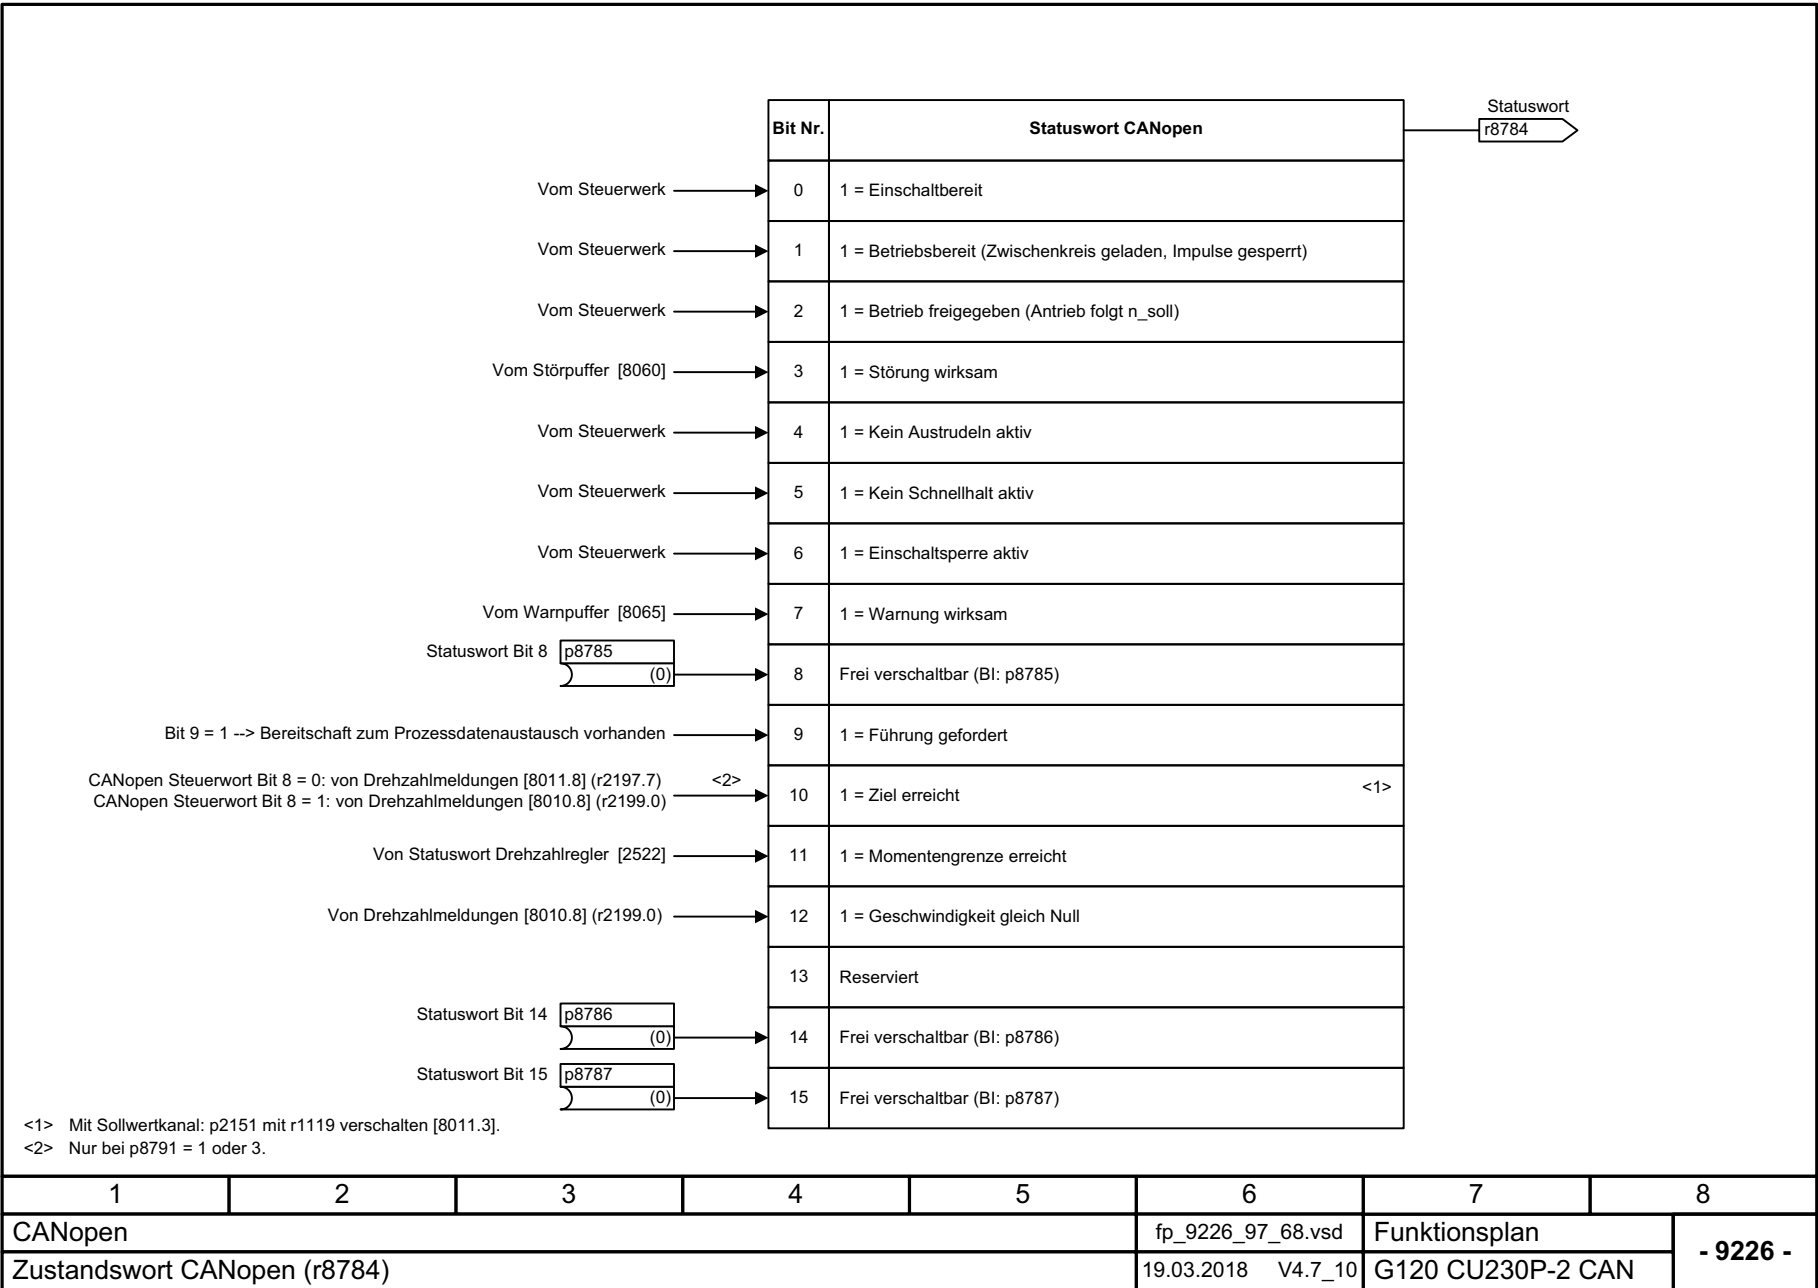 Statuswort
r8784
Bit Nr. Statuswort CANopen
Vom Steuerwerk 0 1 = Einschaltbereit
Vom Steuerwerk 1 1 = Betriebsbereit (Zwischenkreis geladen, Impulse gesperrt)
Vom Steuerwerk 2 1 = Betrieb freigegeben (Antrieb folgt n_soll)
Vom Störpuffer [8060] 3 1 = Störung wirksam
Vom Steuerwerk 4 1 = Kein Austrudeln aktiv
Vom Steuerwerk 5 1 = Kein Schnellhalt aktiv
Vom Steuerwerk 6 1 = Einschaltsperre aktiv
Vom Warnpuffer [8065] 7 1 = Warnung wirksam
Statuswort Bit 8 p8785
(0) 8 Frei verschaltbar (BI: p8785)
Bit 9 = 1 --> Bereitschaft zum Prozessdatenaustausch vorhanden 9 1 = Führung gefordert
CANopen Steuerwort Bit 8 = 0: von Drehzahlmeldungen [8011.8] (r2197.7) <2>
CANopen Steuerwort Bit 8 = 1: von Drehzahlmeldungen [8010.8] (r2199.0) 10 1 = Ziel erreicht <1>
Von Statuswort Drehzahlregler [2522] 11 1 = Momentengrenze erreicht
Von Drehzahlmeldungen [8010.8] (r2199.0) 12 1 = Geschwindigkeit gleich Null
13 Reserviert
Statuswort Bit 14 p8786
(0) 14 Frei verschaltbar (BI: p8786)
Statuswort Bit 15 p8787
(0) 15 Frei verschaltbar (BI: p8787)
<1> Mit Sollwertkanal: p2151 mit r1119 verschalten [8011.3].
<2> Nur bei p8791 = 1 oder 3.
1 2 3 4 5 6 7 8
CANopen fp_9226_97_68.vsd Funktionsplan - 9226 -
Zustandswort CANopen (r8784) 19.03.2018 V4.7_10 G120 CU230P-2 CAN